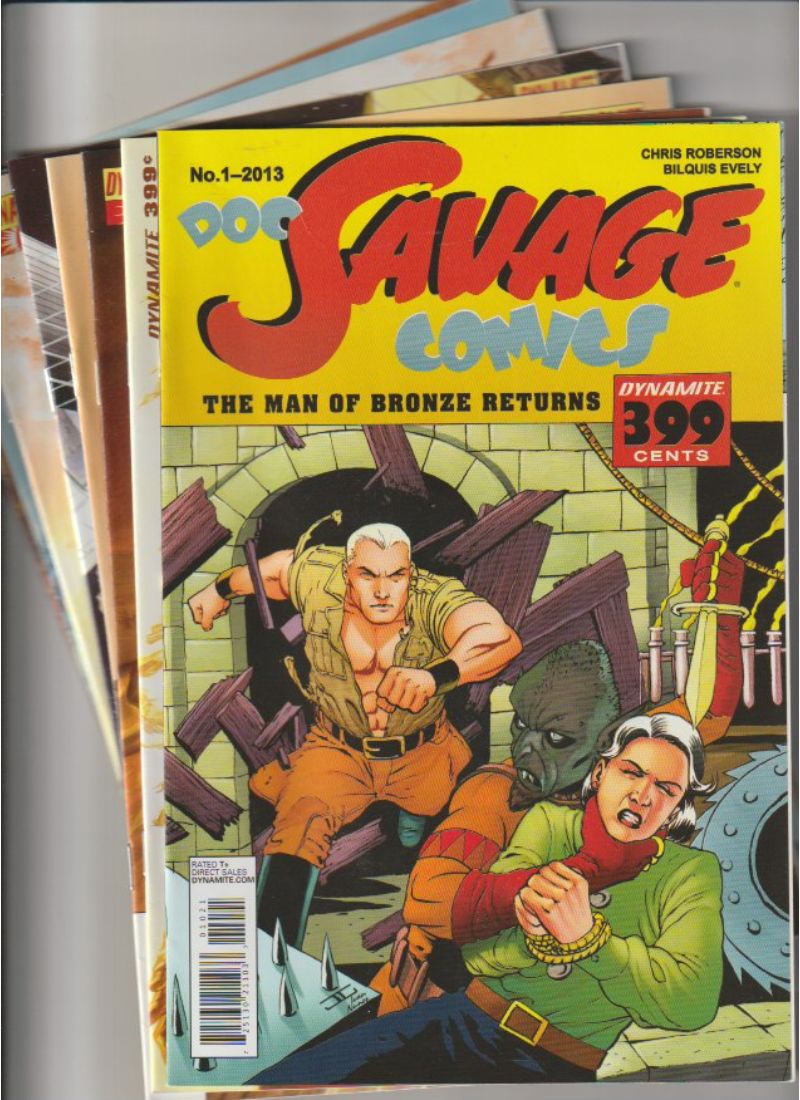 No.1–2013
CHRIS ROBERSON
BILQUIS EVELY
DOC
SAVAGE
COMICS
THE MAN OF BRONZE RETURNS
DYNAMITE
399
CENTS
DYNAMITE 399¢
RATED T+
DIRECT SALES
DYNAMITE.COM
01021